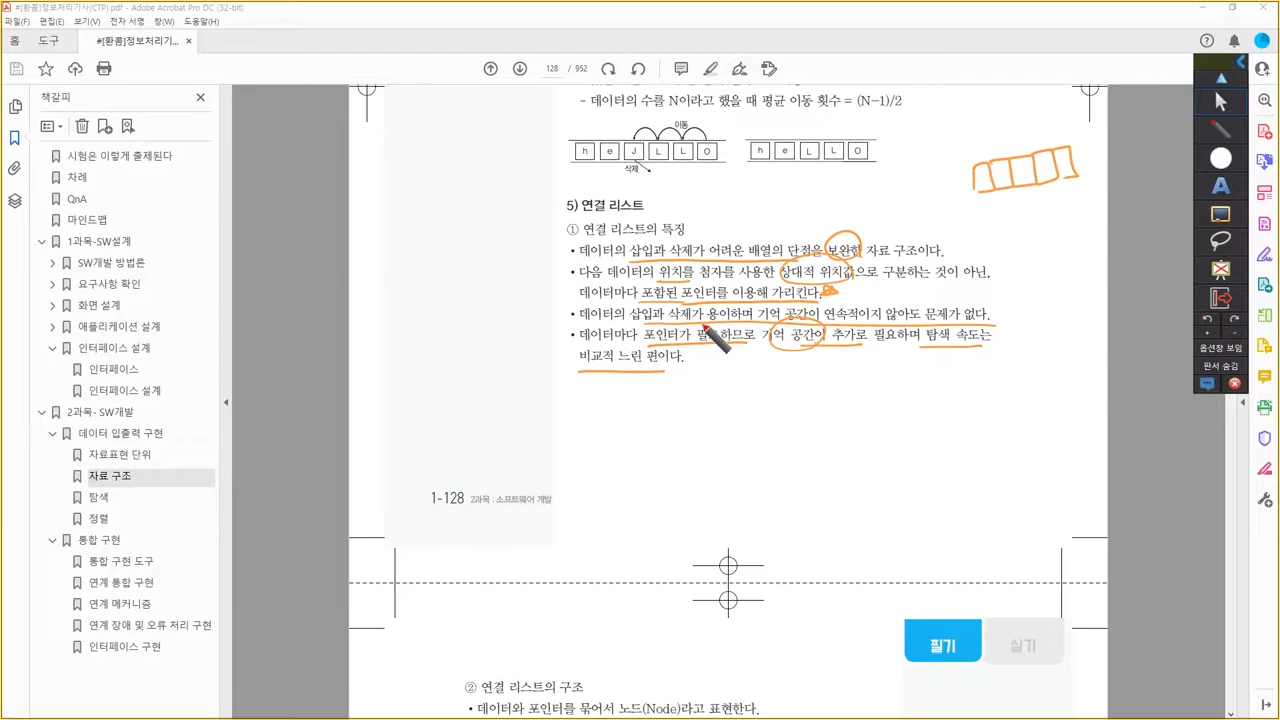 #[환콤]정보처리기사(CTP).pdf - Adobe Acrobat Pro DC (32-bit)
파일(F) 편집(E) 보기(V) 전자 서명 창(W) 도움말(H)
홈 도구 #[환콤]정보처리기... ×
128 / 952
책갈피
시험은 이렇게 출제된다
차례
QnA
마인드맵
1과목-SW설계
SW개발 방법론
요구사항 확인
화면 설계
애플리케이션 설계
인터페이스 설계
인터페이스
인터페이스 설계
2과목- SW개발
데이터 입출력 구현
자료표현 단위
자료 구조
탐색
정렬
통합 구현
통합 구현 도구
연계 통합 구현
연계 메커니즘
연계 장애 및 오류 처리 구현
인터페이스 구현
- 데이터의 수를 N이라고 했을 때 평균 이동 횟수 = (N-1)/2
이동
h e J L L O h e L L O
삭제
5) 연결 리스트
① 연결 리스트의 특징
• 데이터의 삽입과 삭제가 어려운 배열의 단점을 보완한 자료 구조이다.
• 다음 데이터의 위치를 첨자를 사용한 상대적 위치값으로 구분하는 것이 아닌,
데이터마다 포함된 포인터를 이용해 가리킨다.
• 데이터의 삽입과 삭제가 용이하며 기억 공간이 연속적이지 않아도 문제가 없다.
• 데이터마다 포인터가 필요하므로 기억 공간이 추가로 필요하며 탐색 속도는
비교적 느린 편이다.
1-128 2과목 : 소프트웨어 개발
필기 실기
② 연결 리스트의 구조
• 데이터와 포인터를 묶어서 노드(Node)라고 표현한다.
옵션장 보임
판서 숨김